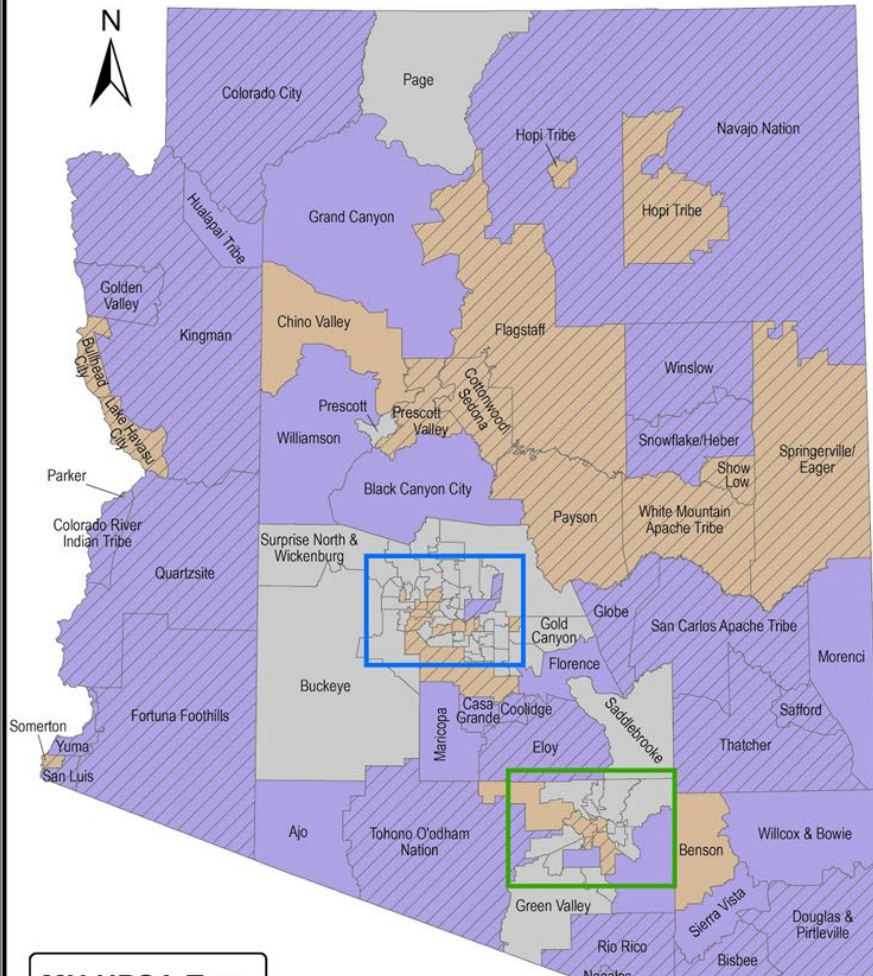 N
Page
Colorado City
Hopi Tribe
Navajo Nation
Hualapai Tribe
Grand Canyon
Hopi Tribe
Golden
Valley
Chino Valley
Kingman
Flagstaff
Bullhead
City
Winslow
Cottonwood/
Sedona
Lake Havasu
City
Prescott
Prescott
Valley
Williamson
Snowflake/Heber
Springerville/
Eager
Show
Low
Parker
Black Canyon City
Payson
White Mountain
Apache Tribe
Colorado River
Indian Tribe
Surprise North &
Wickenburg
Quartzsite
Globe
San Carlos Apache Tribe
Gold
Canyon
Morenci
Florence
Buckeye
Fortuna Foothills
Casa
Grande
Coolidge
Saddlebrooke
Safford
Somerton
Maricopa
Yuma
Eloy
Thatcher
San Luis
Ajo
Tohono O'odham
Nation
Willcox & Bowie
Benson
Green Valley
Sierra Vista
Douglas &
Pirtleville
Rio Rico
Bisbee
Nogales